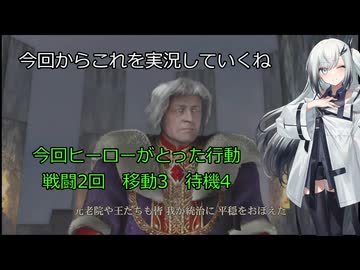 今回からこれを実況していくね
今回ヒーローがとった行動
戦闘2回　移動3　待機4
元老院や王たちも皆 我が統治に 平穏をおぼえた